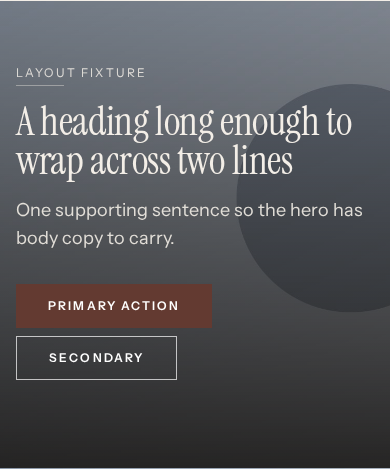 LAYOUT FIXTURE
A heading long enough to
wrap across two lines
One supporting sentence so the hero has
body copy to carry.
PRIMARY ACTION
SECONDARY